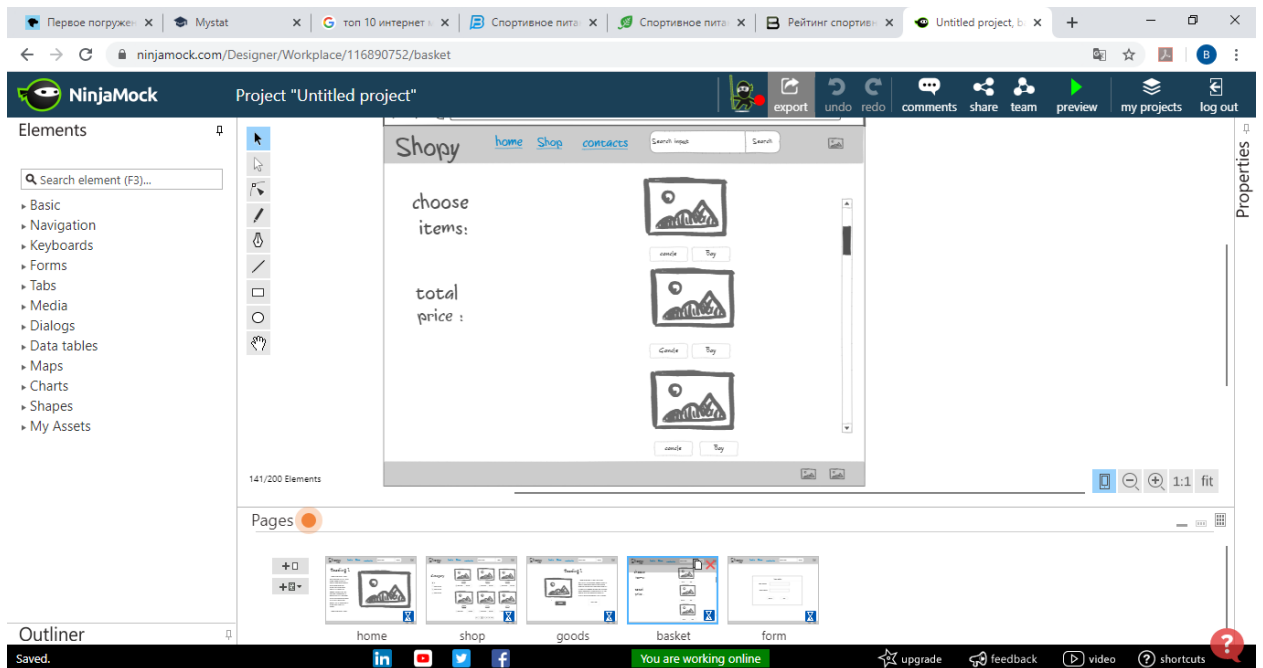 Первое погружен
Mystat
топ 10 интернет м
Спортивное пита
Спортивное пита
Рейтинг спортив
Untitled project, b
ninjamock.com/Designer/Workplace/116890752/basket
B
NinjaMock
Project "Untitled project"
export
undo
redo
comments
share
team
preview
my projects
log out
Elements
Search element (F3)...
Basic
Navigation
Keyboards
Forms
Tabs
Media
Dialogs
Data tables
Maps
Charts
Shapes
My Assets
Properties
Shopy
home
Shop
contacts
Search input
Search
choose
items:
total
price :
cancle
Buy
Cancle
Buy
cancle
Buy
141/200 Elements
1:1
fit
Pages
home
shop
goods
basket
form
Outliner
Saved.
You are working online
upgrade
feedback
video
shortcuts